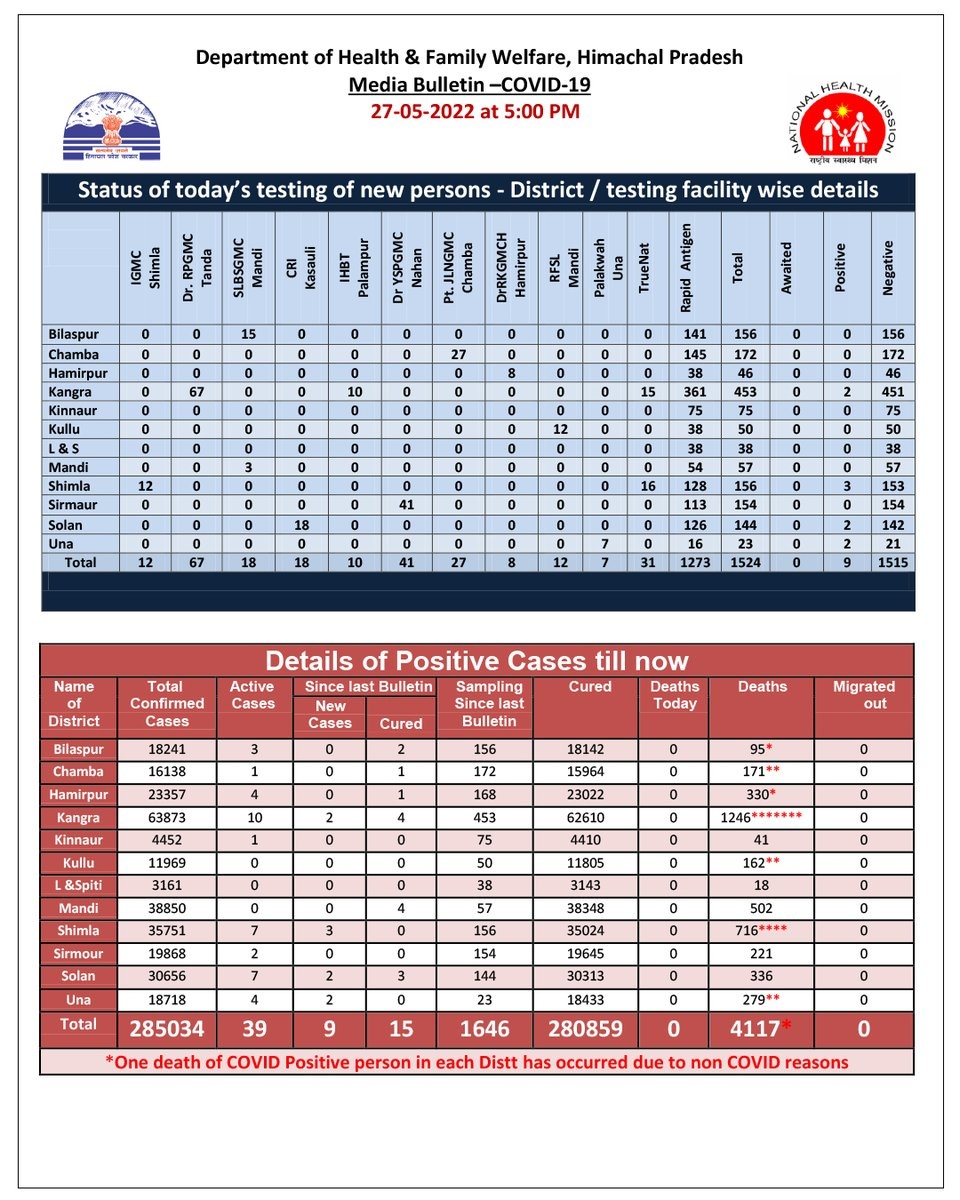 Department of Health & Family Welfare, Himachal Pradesh
Media Bulletin –COVID-19
27-05-2022 at 5:00 PM
सत्यमेव जयते
हिमाचल प्रदेश सरकार
NATIONAL HEALTH MISSION
राष्ट्रीय स्वास्थ्य मिशन
Status of today's testing of new persons - District / testing facility wise details
IGMC Shimla Dr. RPGMC Tanda SLBSGMC Mandi CRI Kasauli IHBT Palampur Dr YSPGMC Nahan Pt. JLNGMC Chamba DrRKGMCH Hamirpur RFSL Mandi Palakwah Una TrueNat Rapid Antigen Total Awaited Positive Negative
Bilaspur 0 0 15 0 0 0 0 0 0 0 0 141 156 0 0 156
Chamba 0 0 0 0 0 0 27 0 0 0 0 145 172 0 0 172
Hamirpur 0 0 0 0 0 0 0 8 0 0 0 38 46 0 0 46
Kangra 0 67 0 0 10 0 0 0 0 0 15 361 453 0 2 451
Kinnaur 0 0 0 0 0 0 0 0 0 0 0 75 75 0 0 75
Kullu 0 0 0 0 0 0 0 0 12 0 0 38 50 0 0 50
L & S 0 0 0 0 0 0 0 0 0 0 0 38 38 0 0 38
Mandi 0 0 3 0 0 0 0 0 0 0 0 54 57 0 0 57
Shimla 12 0 0 0 0 0 0 0 0 0 16 128 156 0 3 153
Sirmaur 0 0 0 0 0 41 0 0 0 0 0 113 154 0 0 154
Solan 0 0 0 18 0 0 0 0 0 0 0 126 144 0 2 142
Una 0 0 0 0 0 0 0 0 0 7 0 16 23 0 2 21
Total 12 67 18 18 10 41 27 8 12 7 31 1273 1524 0 9 1515
Details of Positive Cases till now
Name of District Total Confirmed Cases Active Cases Since last Bulletin New Cases Cured Sampling Since last Bulletin Cured Deaths Today Deaths Migrated out
Bilaspur 18241 3 0 2 156 18142 0 95* 0
Chamba 16138 1 0 1 172 15964 0 171** 0
Hamirpur 23357 4 0 1 168 23022 0 330* 0
Kangra 63873 10 2 4 453 62610 0 1246******* 0
Kinnaur 4452 1 0 0 75 4410 0 41 0
Kullu 11969 0 0 0 50 11805 0 162** 0
L &Spiti 3161 0 0 0 38 3143 0 18 0
Mandi 38850 0 0 4 57 38348 0 502 0
Shimla 35751 7 3 0 156 35024 0 716**** 0
Sirmour 19868 2 0 0 154 19645 0 221 0
Solan 30656 7 2 3 144 30313 0 336 0
Una 18718 4 2 0 23 18433 0 279** 0
Total 285034 39 9 15 1646 280859 0 4117* 0
*One death of COVID Positive person in each Distt has occurred due to non COVID reasons